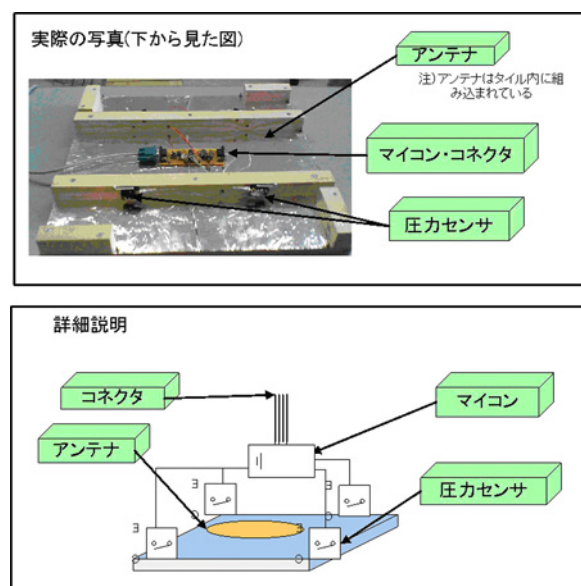 実際の写真(下から見た図)
アンテナ
注)アンテナはタイル内に組
み込まれている
マイコン・コネクタ
圧力センサ
詳細説明
コネクタ
マイコン
アンテナ
圧力センサ